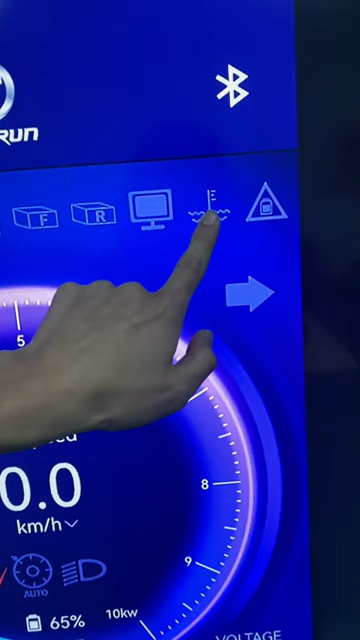 RUN
F
R
5
0.0
8
km/h
9
AUTO
65%
10kw
VOLTAGE